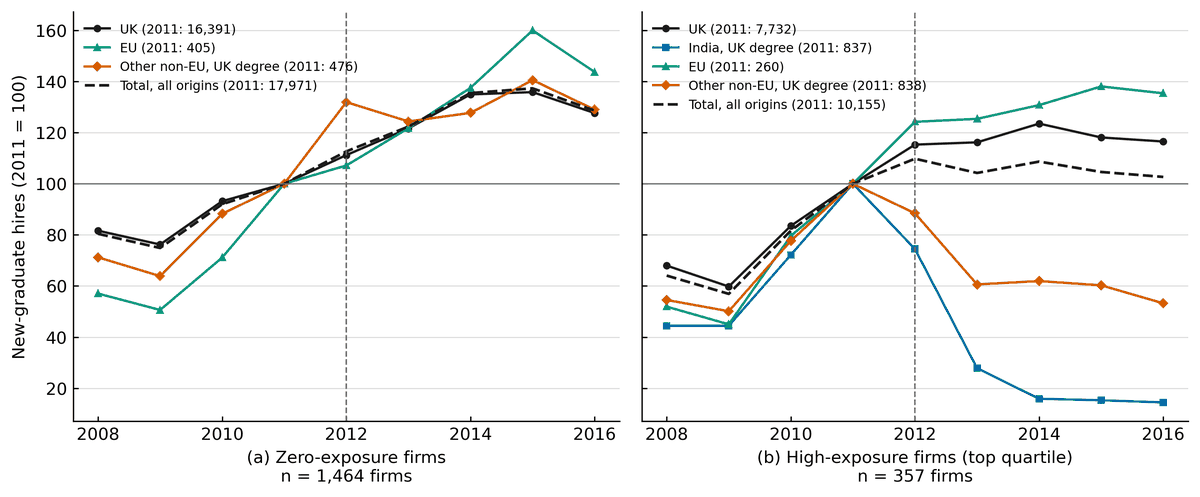 New-graduate hires (2011 = 100)
160
140
120
100
80
60
40
20
UK (2011: 16,391)
EU (2011: 405)
Other non-EU, UK degree (2011: 476)
Total, all origins (2011: 17,971)
2008
2010
2012
2014
2016
(a) Zero-exposure firms
n = 1,464 firms
UK (2011: 7,732)
India, UK degree (2011: 837)
EU (2011: 260)
Other non-EU, UK degree (2011: 838)
Total, all origins (2011: 10,155)
2008
2010
2012
2014
2016
(b) High-exposure firms (top quartile)
n = 357 firms